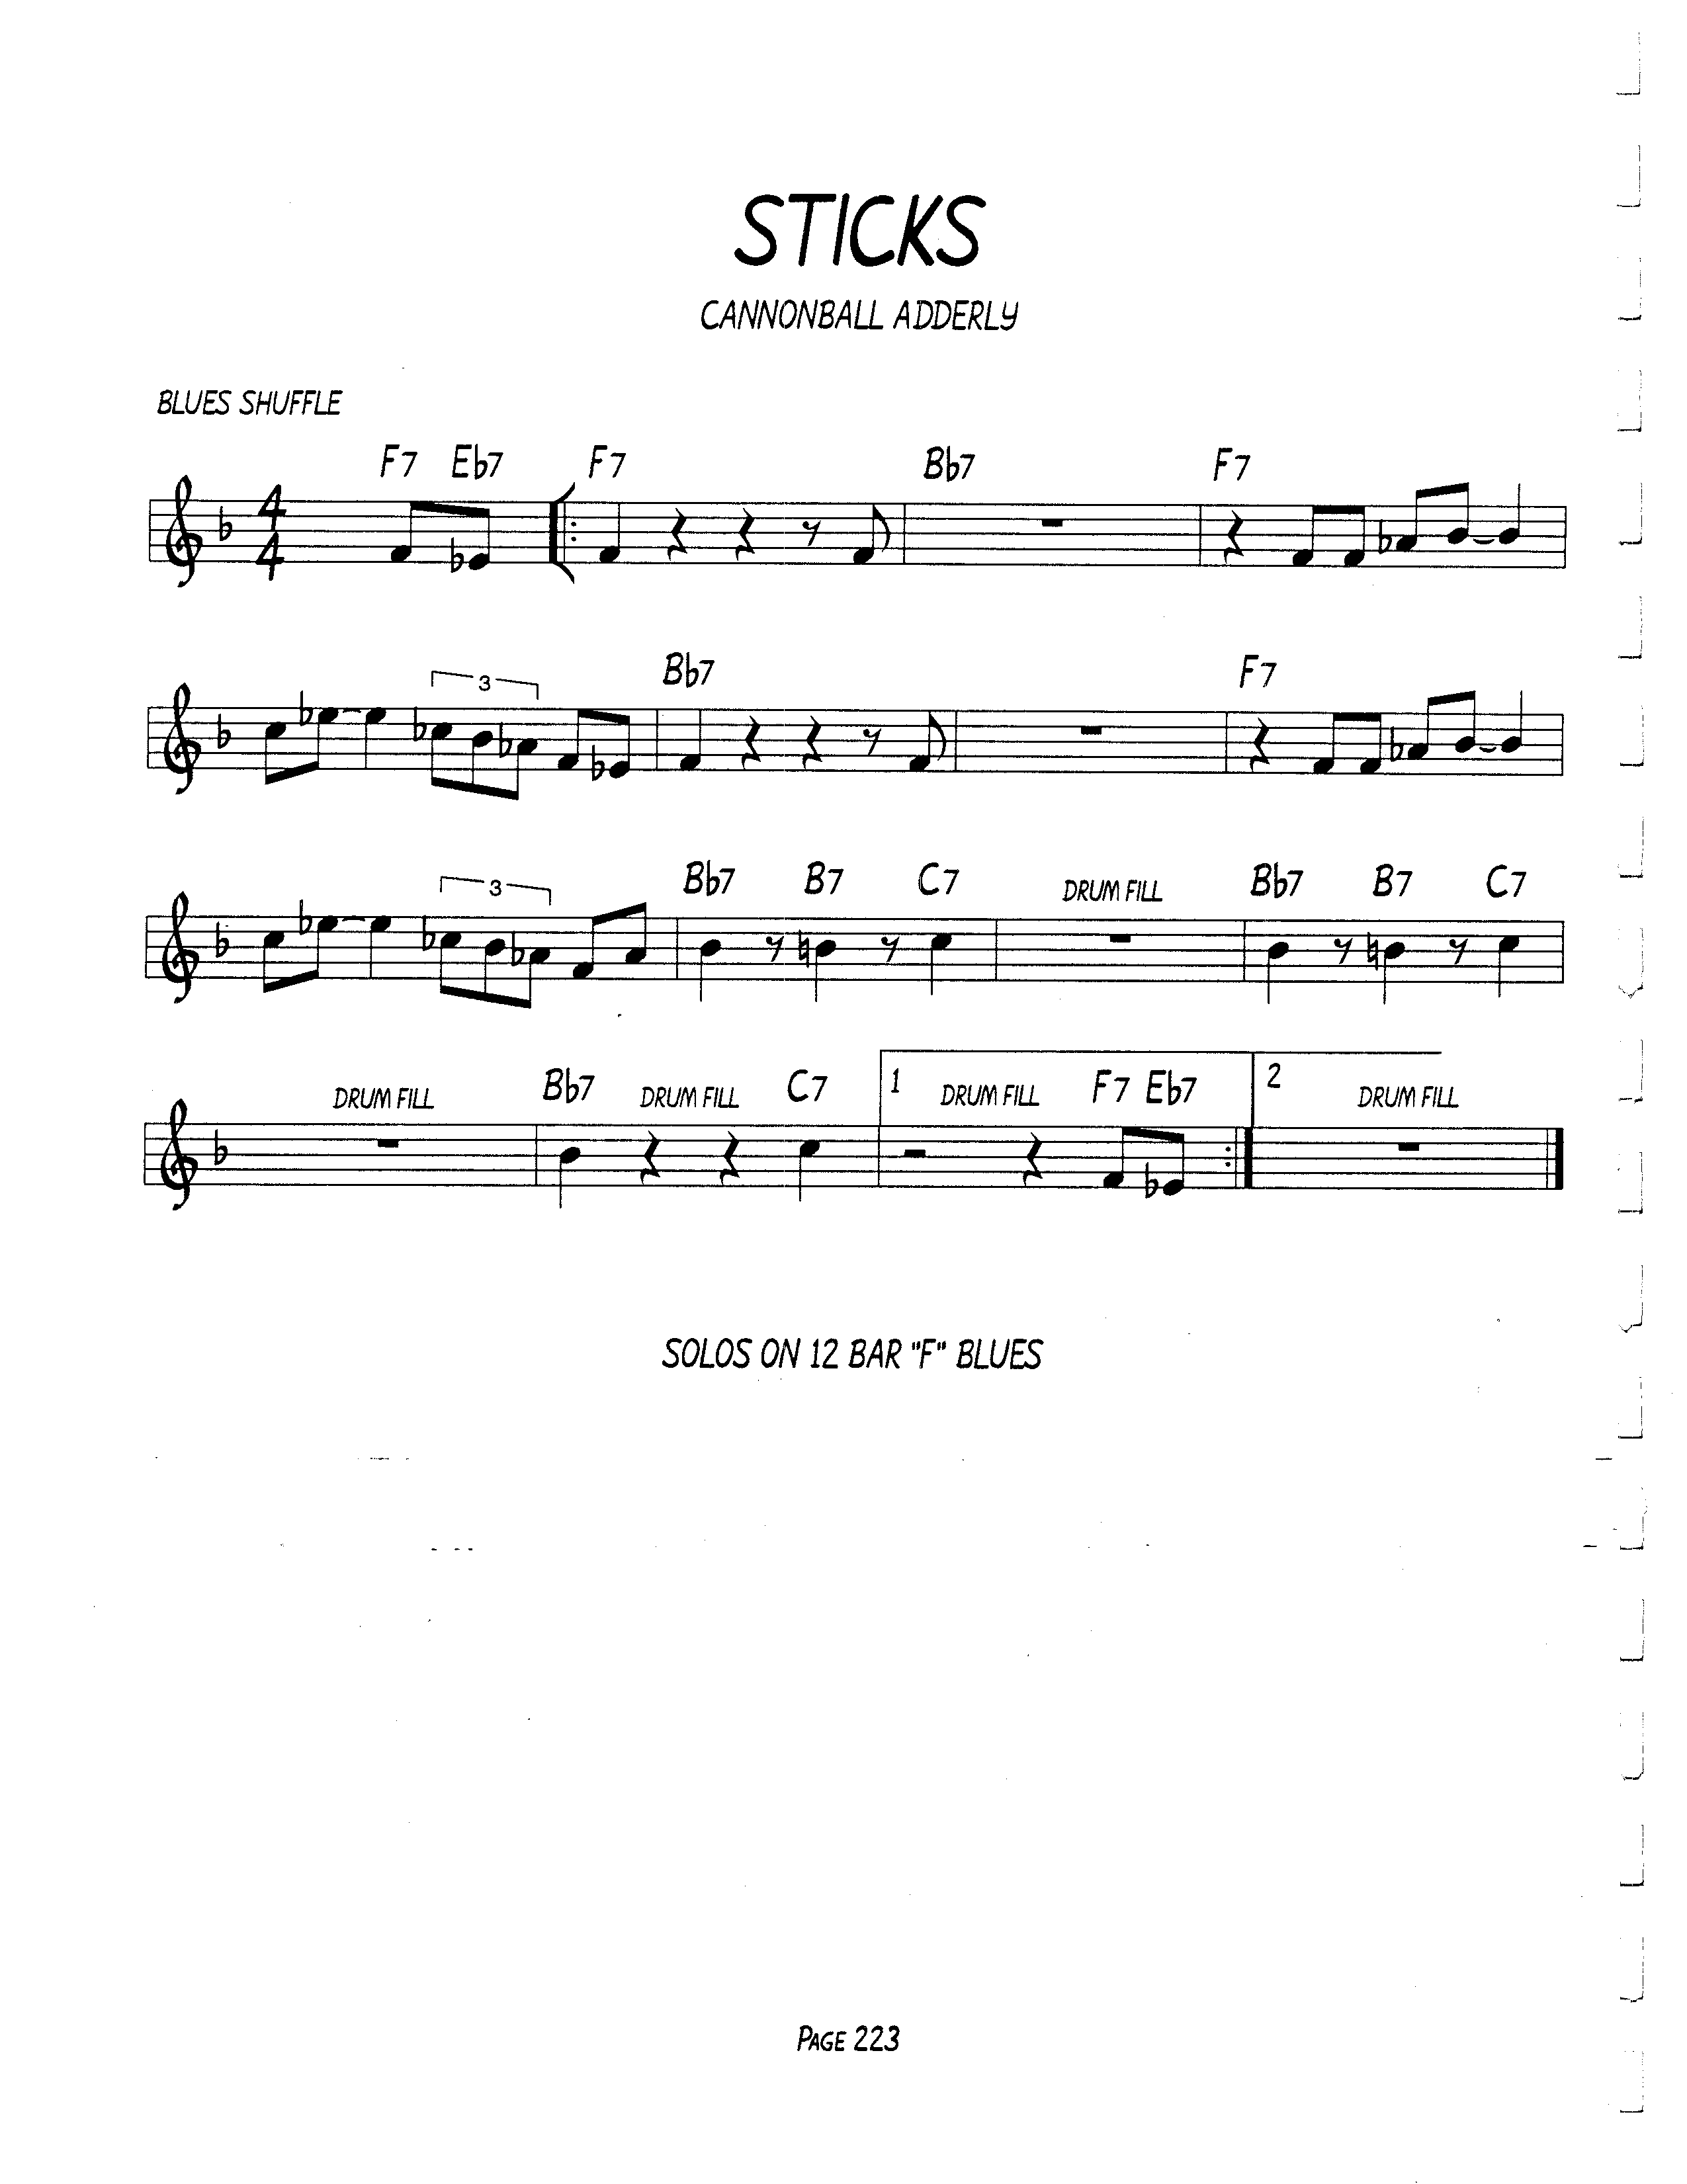 STICKS
CANNONBALL ADDERLY
BLUES SHUFFLE
F7 Eb7 F7 Bb7 F7
4
4
3 Bb7 F7
3 Bb7 B7 C7 DRUM FILL Bb7 B7 C7
DRUM FILL Bb7 DRUM FILL C7 1 DRUM FILL F7 Eb7 2 DRUM FILL
SOLOS ON 12 BAR "F" BLUES
PAGE 223